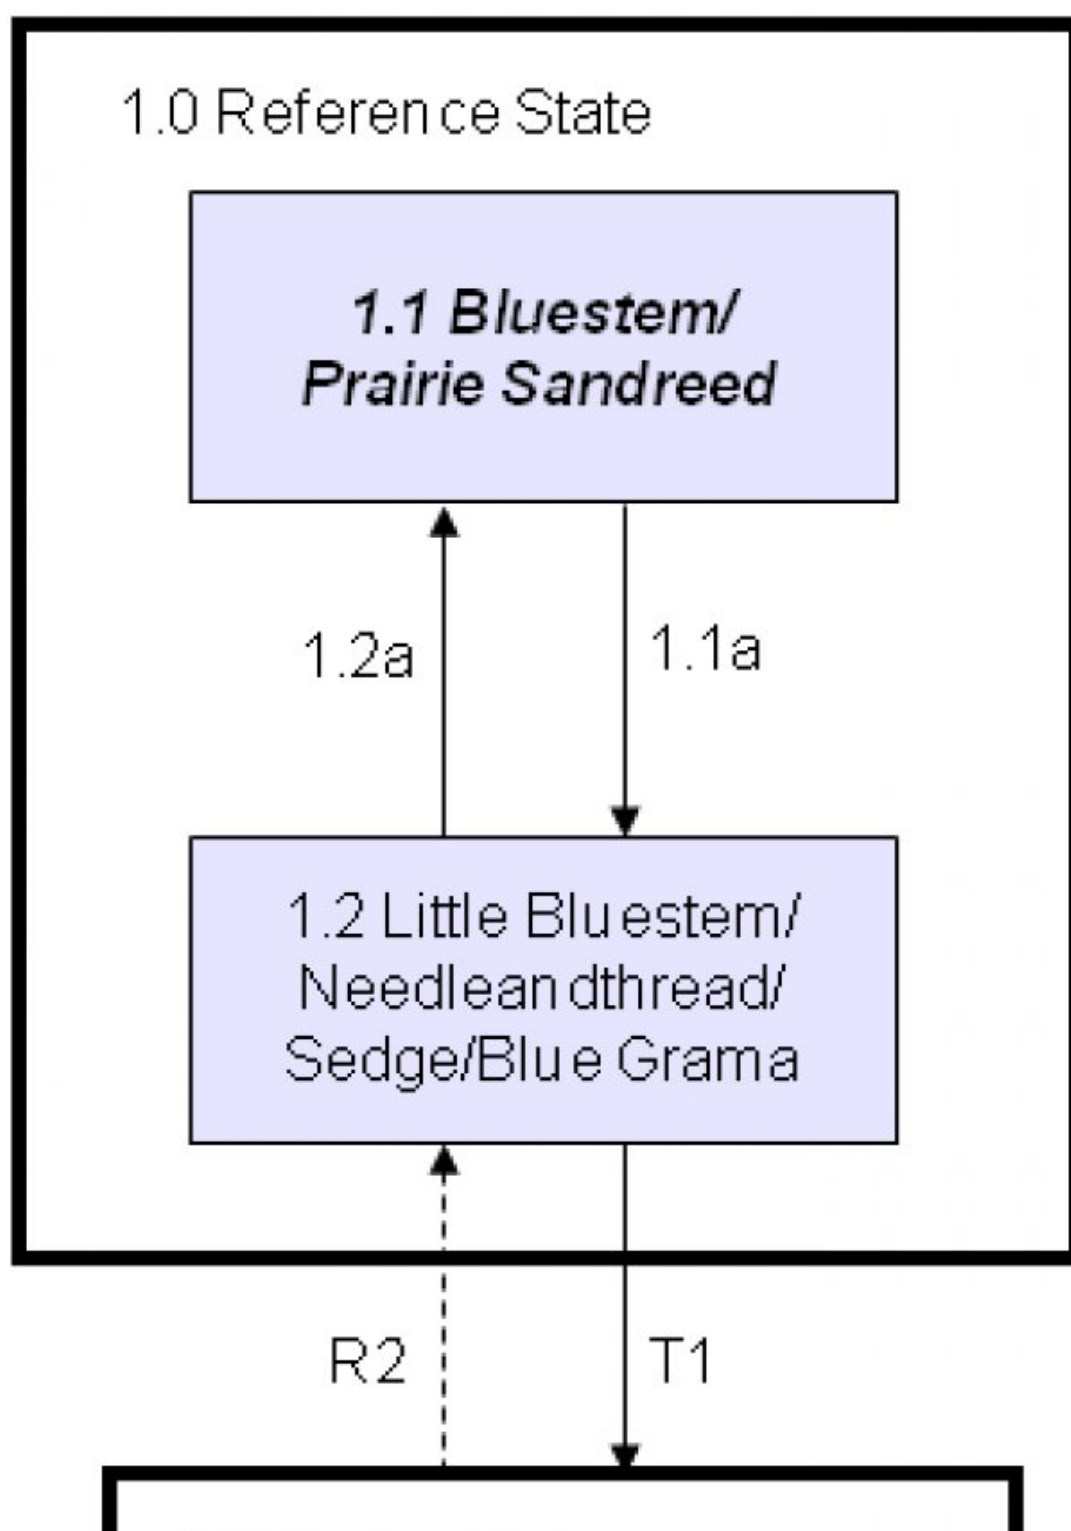 1.0 Reference State
1.1 Bluestem/
Prairie Sandreed
1.2a
1.1a
1.2 Little Bluestem/
Needleandthread/
Sedge/Blue Grama
R2
T1